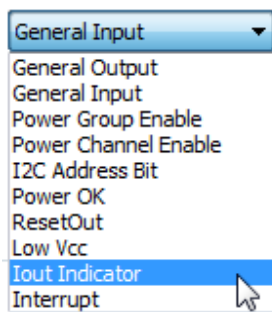 General Input
General Output
General Input
Power Group Enable
Power Channel Enable
I2C Address Bit
Power OK
ResetOut
Low Vcc
Iout Indicator
Interrupt